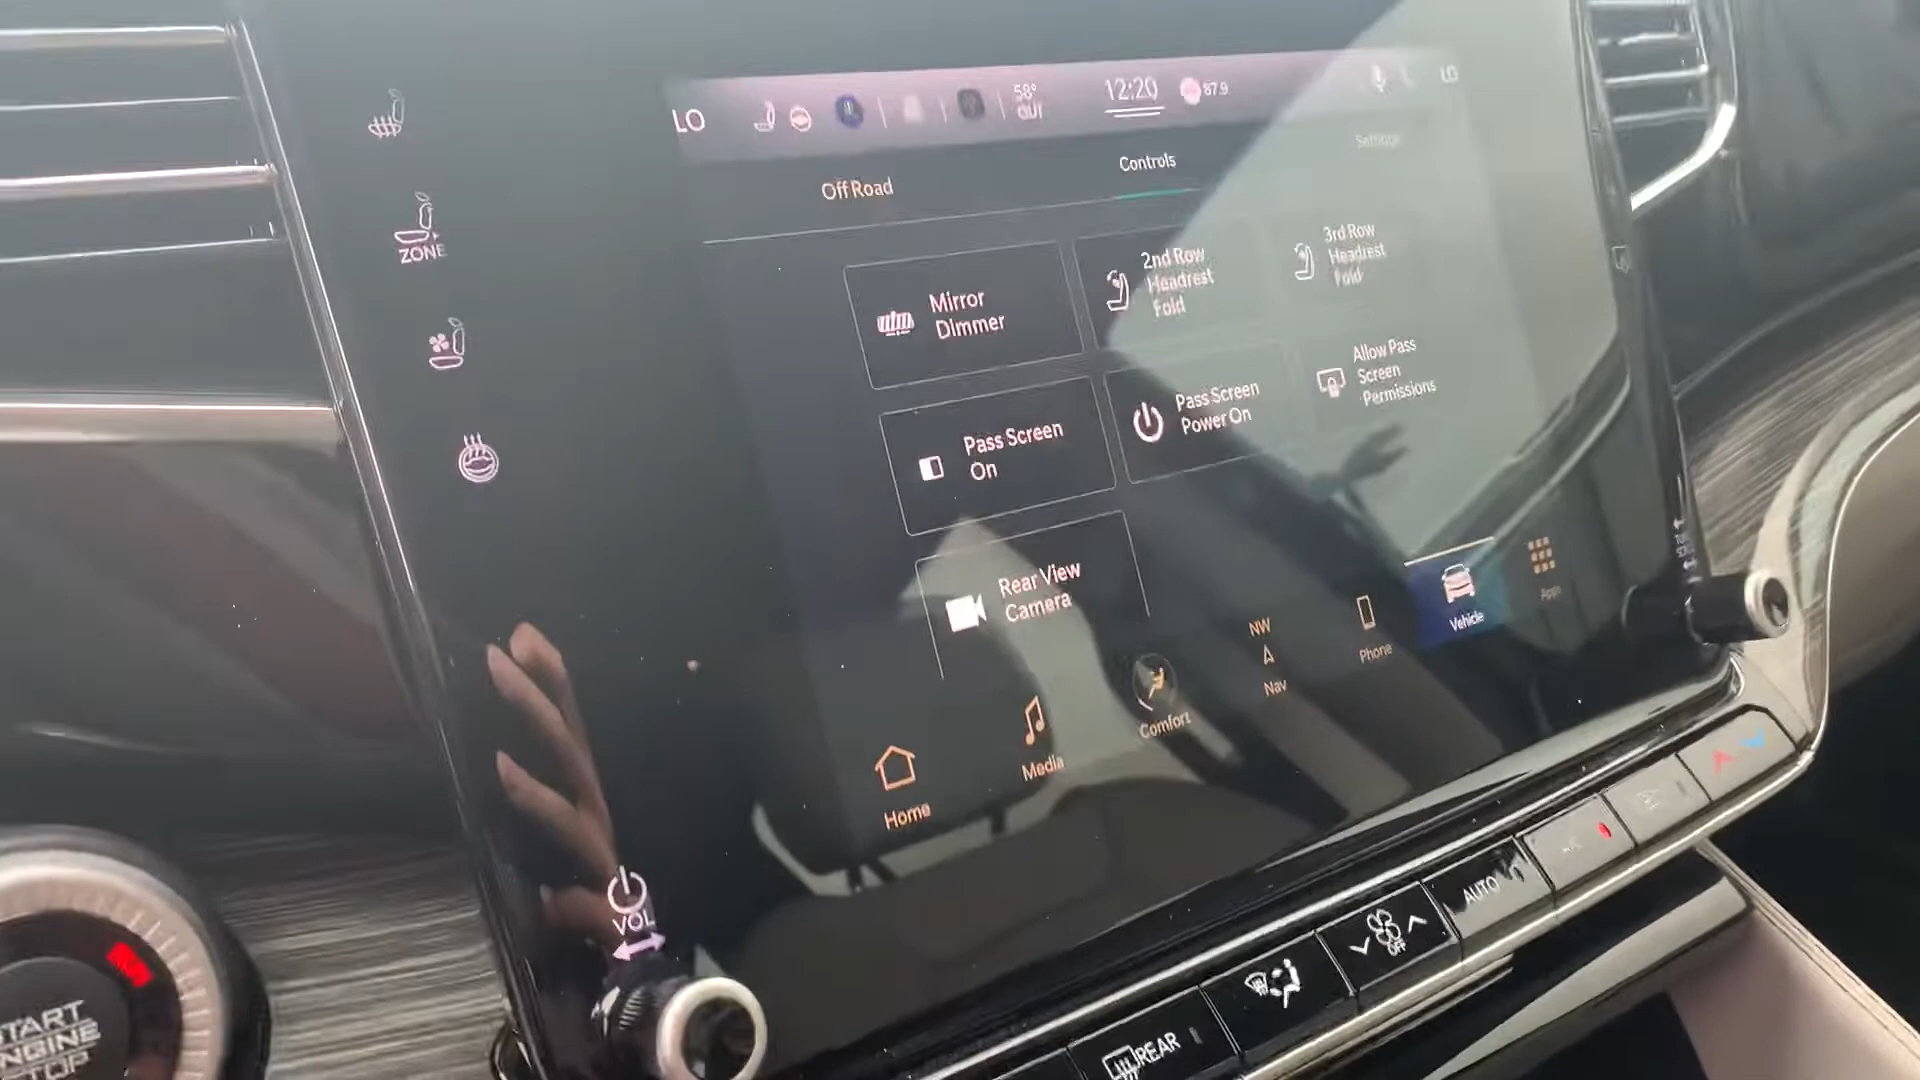 LO
58°
OUT
12:20
87.9
LO
Off Road
Controls
Settings
Mirror
Dimmer
2nd Row
Headrest
Fold
3rd Row
Headrest
Fold
Pass Screen
On
Pass Screen
Power On
Allow Pass
Screen
Permissions
Rear View
Camera
Home
Media
Comfort
NW
Nav
Phone
Vehicle
Apps
ZONE
VOL
START
ENGINE
STOP
REAR
OFF
AUTO
A/C